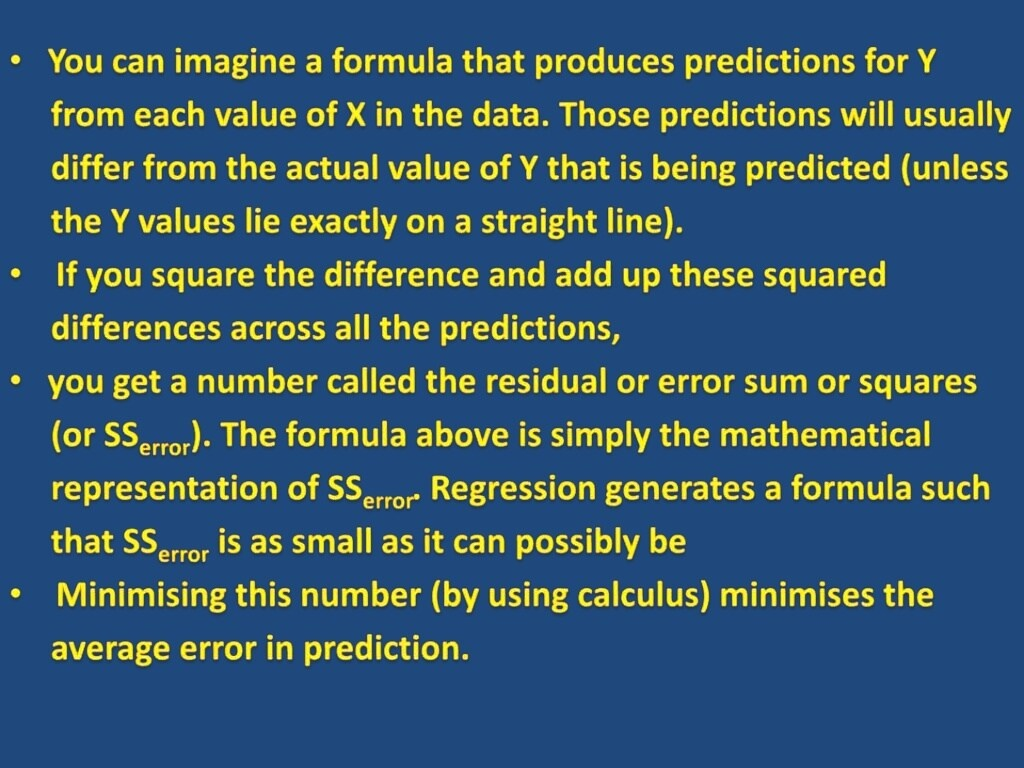 • You can imagine a formula that produces predictions for Y
from each value of X in the data. Those predictions will usually
differ from the actual value of Y that is being predicted (unless
the Y values lie exactly on a straight line).
• If you square the difference and add up these squared
differences across all the predictions,
• you get a number called the residual or error sum or squares
(or SSerror). The formula above is simply the mathematical
representation of SSerror. Regression generates a formula such
that SSerror is as small as it can possibly be
• Minimising this number (by using calculus) minimises the
average error in prediction.